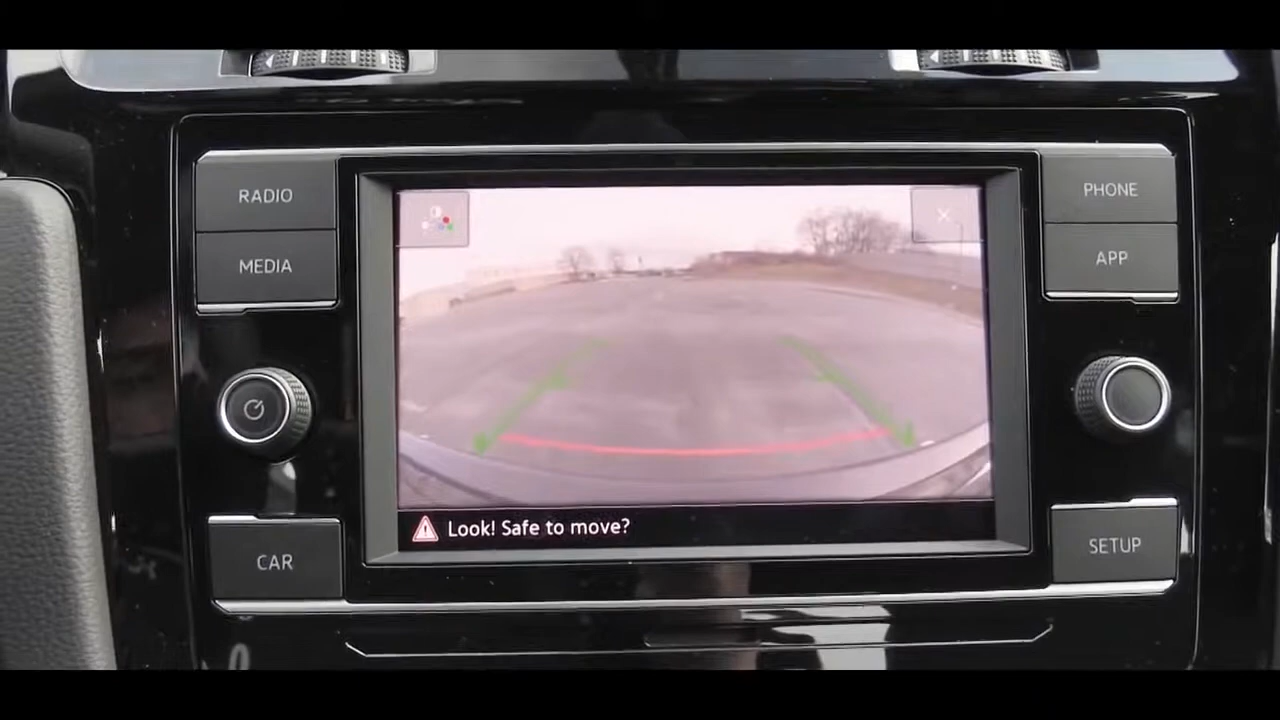 RADIO
MEDIA
PHONE
APP
Look! Safe to move?
CAR
SETUP